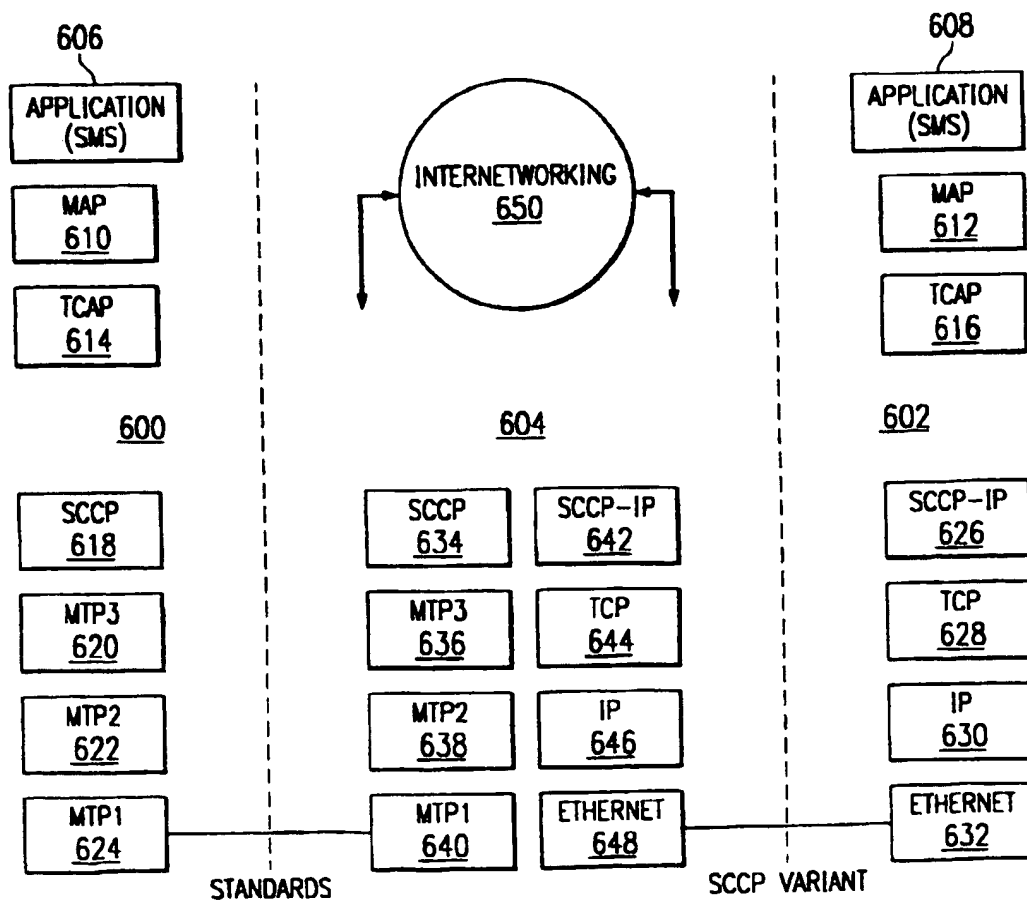 606
608
APPLICATION
(SMS)
INTERNETWORKING
650
APPLICATION
(SMS)
MAP
610
MAP
612
TCAP
614
TCAP
616
600
604
602
SCCP
618
SCCP
634
SCCP-IP
642
SCCP-IP
626
MTP3
620
MTP3
636
TCP
644
TCP
628
MTP2
622
MTP2
638
IP
646
IP
630
MTP1
624
MTP1
640
ETHERNET
648
ETHERNET
632
STANDARDS
SCCP VARIANT